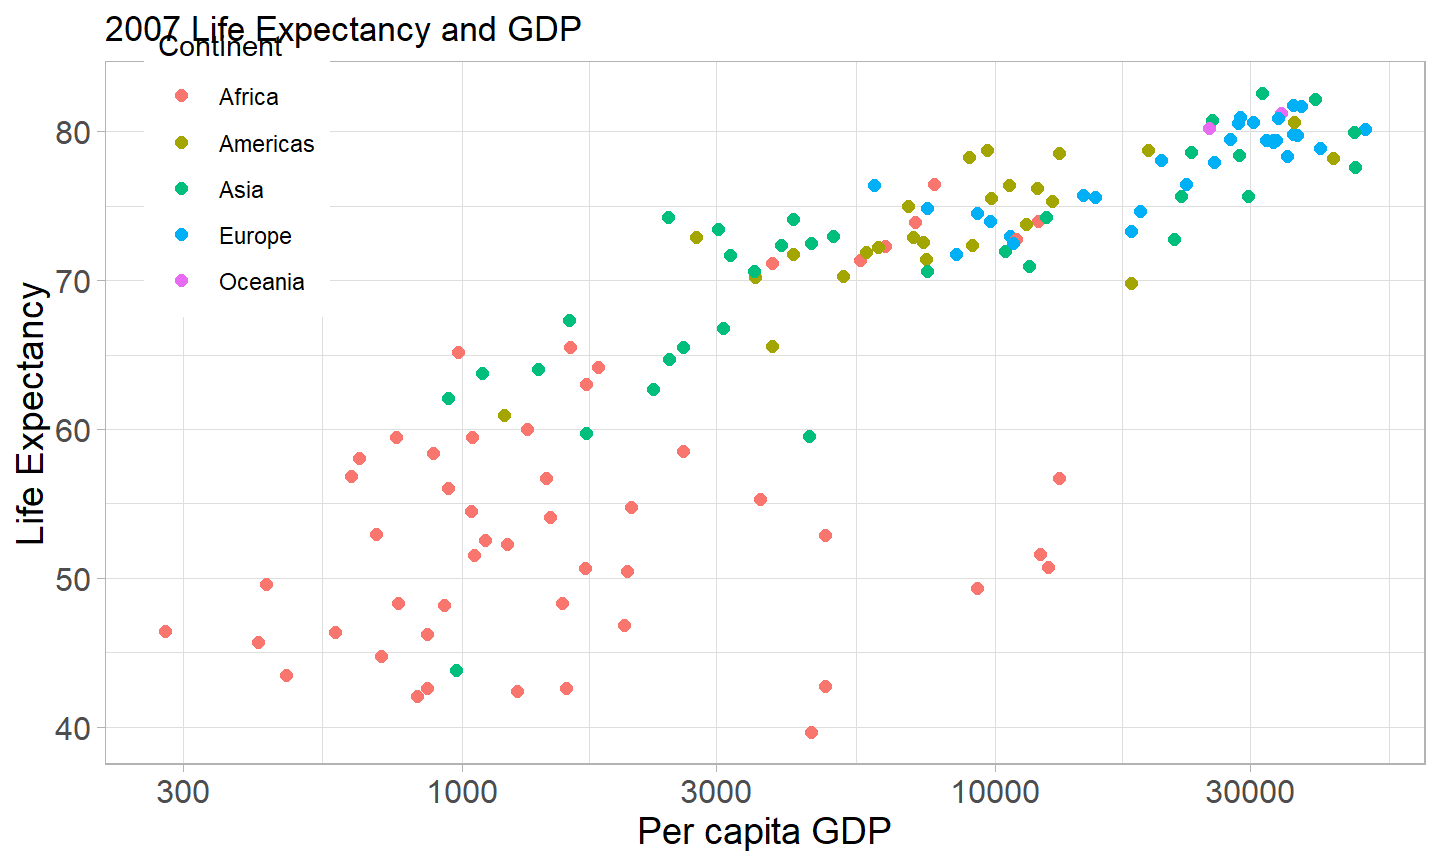 2007 Life Expectancy and GDP
Continent
Africa
Americas
Asia
Europe
Oceania
Life Expectancy
80
70
60
50
40
300 1000 3000 10000 30000
Per capita GDP